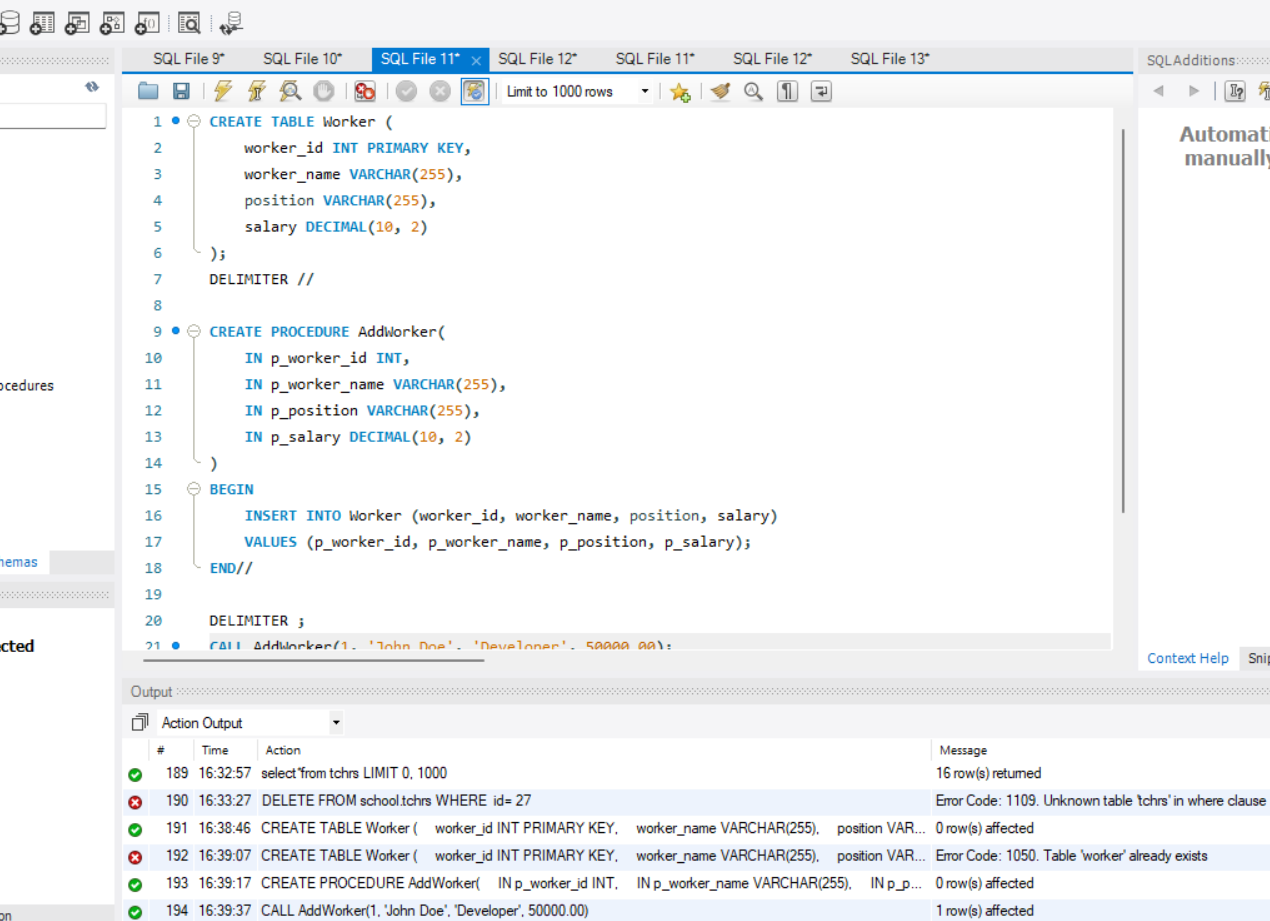 SQL File 9* SQL File 10* SQL File 11* SQL File 12* SQL File 11* SQL File 12* SQL File 13*
SQLAdditions
Limit to 1000 rows
Automati
manually
1 CREATE TABLE Worker (
2 worker_id INT PRIMARY KEY,
3 worker_name VARCHAR(255),
4 position VARCHAR(255),
5 salary DECIMAL(10, 2)
6 );
7 DELIMITER //
8
9 CREATE PROCEDURE AddWorker(
10 IN p_worker_id INT,
11 IN p_worker_name VARCHAR(255),
12 IN p_position VARCHAR(255),
13 IN p_salary DECIMAL(10, 2)
14 )
15 BEGIN
16 INSERT INTO Worker (worker_id, worker_name, position, salary)
17 VALUES (p_worker_id, p_worker_name, p_position, p_salary);
18 END//
19
20 DELIMITER ;
21 CALL AddWorker(1, 'John Doe', 'Developer', 50000.00);
ocedures
hemas
cted
on
Context Help Snip
Output
Action Output
# Time Action Message
189 16:32:57 select*from tchrs LIMIT 0, 1000 16 row(s) returned
190 16:33:27 DELETE FROM school.tchrs WHERE id= 27 Error Code: 1109. Unknown table 'tchrs' in where clause
191 16:38:46 CREATE TABLE Worker ( worker_id INT PRIMARY KEY, worker_name VARCHAR(255), position VAR... 0 row(s) affected
192 16:39:07 CREATE TABLE Worker ( worker_id INT PRIMARY KEY, worker_name VARCHAR(255), position VAR... Error Code: 1050. Table 'worker' already exists
193 16:39:17 CREATE PROCEDURE AddWorker( IN p_worker_id INT, IN p_worker_name VARCHAR(255), IN p_p... 0 row(s) affected
194 16:39:37 CALL AddWorker(1, 'John Doe', 'Developer', 50000.00) 1 row(s) affected